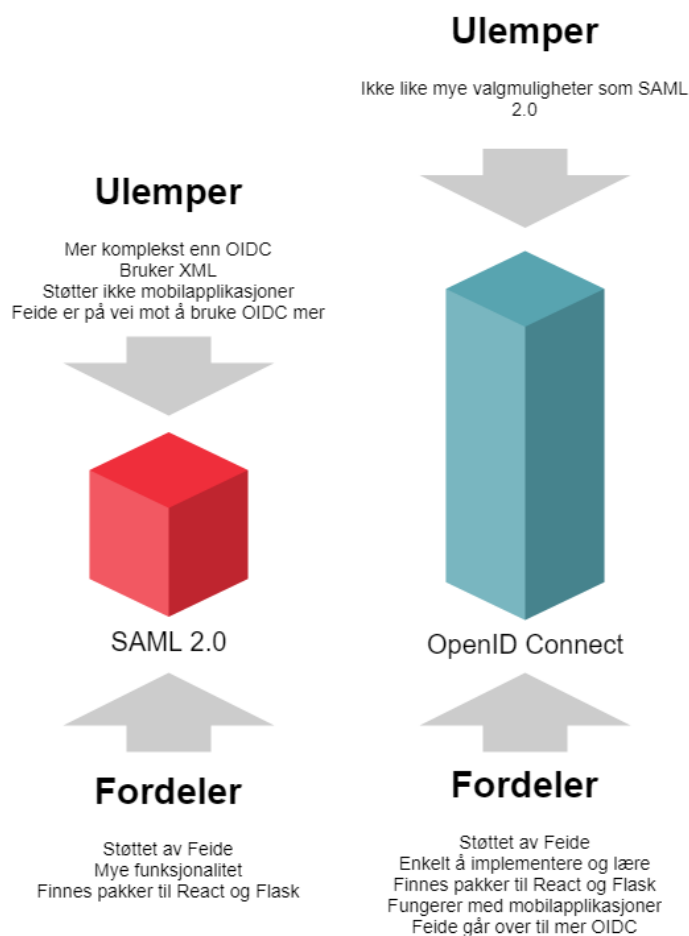 Ulemper
Mer komplekst enn OIDC
Bruker XML
Støtter ikke mobilapplikasjoner
Feide er på vei mot å bruke OIDC mer
SAML 2.0
Fordeler
Støttet av Feide
Mye funksjonalitet
Finnes pakker til React og Flask
Ulemper
Ikke like mye valgmuligheter som SAML
2.0
OpenID Connect
Fordeler
Støttet av Feide
Enkelt å implementere og lære
Finnes pakker til React og Flask
Fungerer med mobilapplikasjoner
Feide går over til mer OIDC